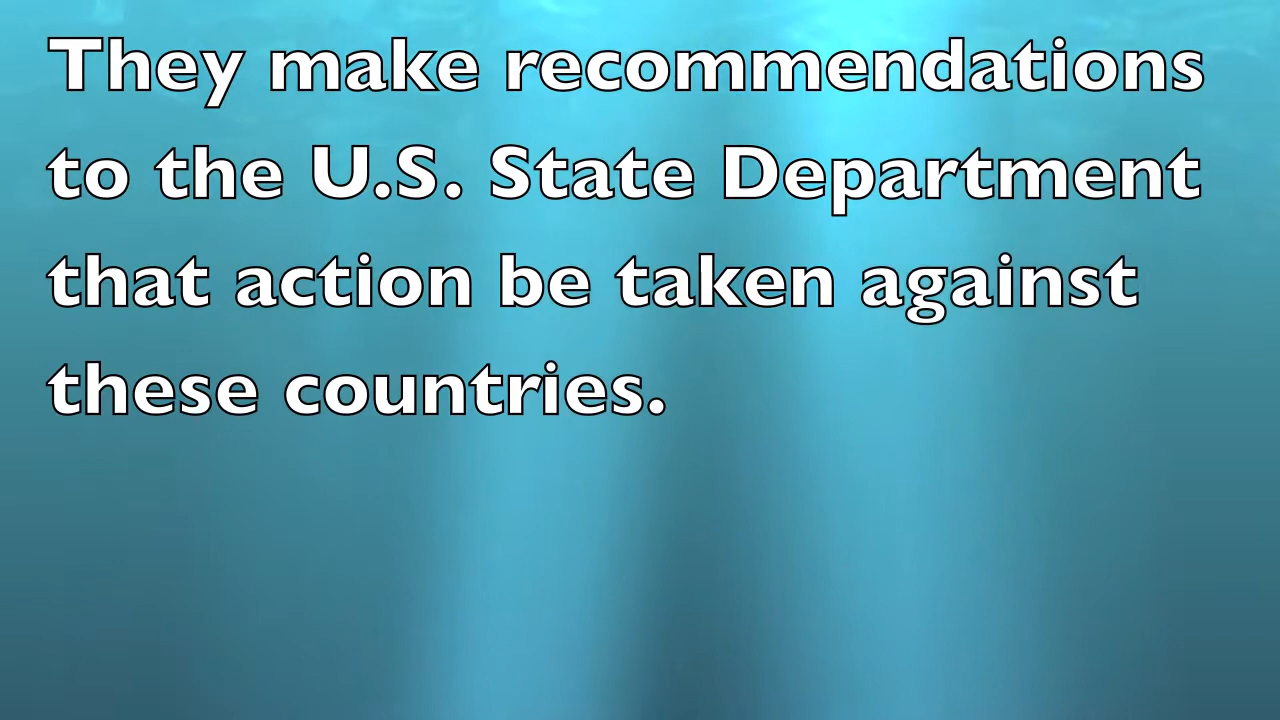 They make recommendations
to the U.S. State Department
that action be taken against
these countries.